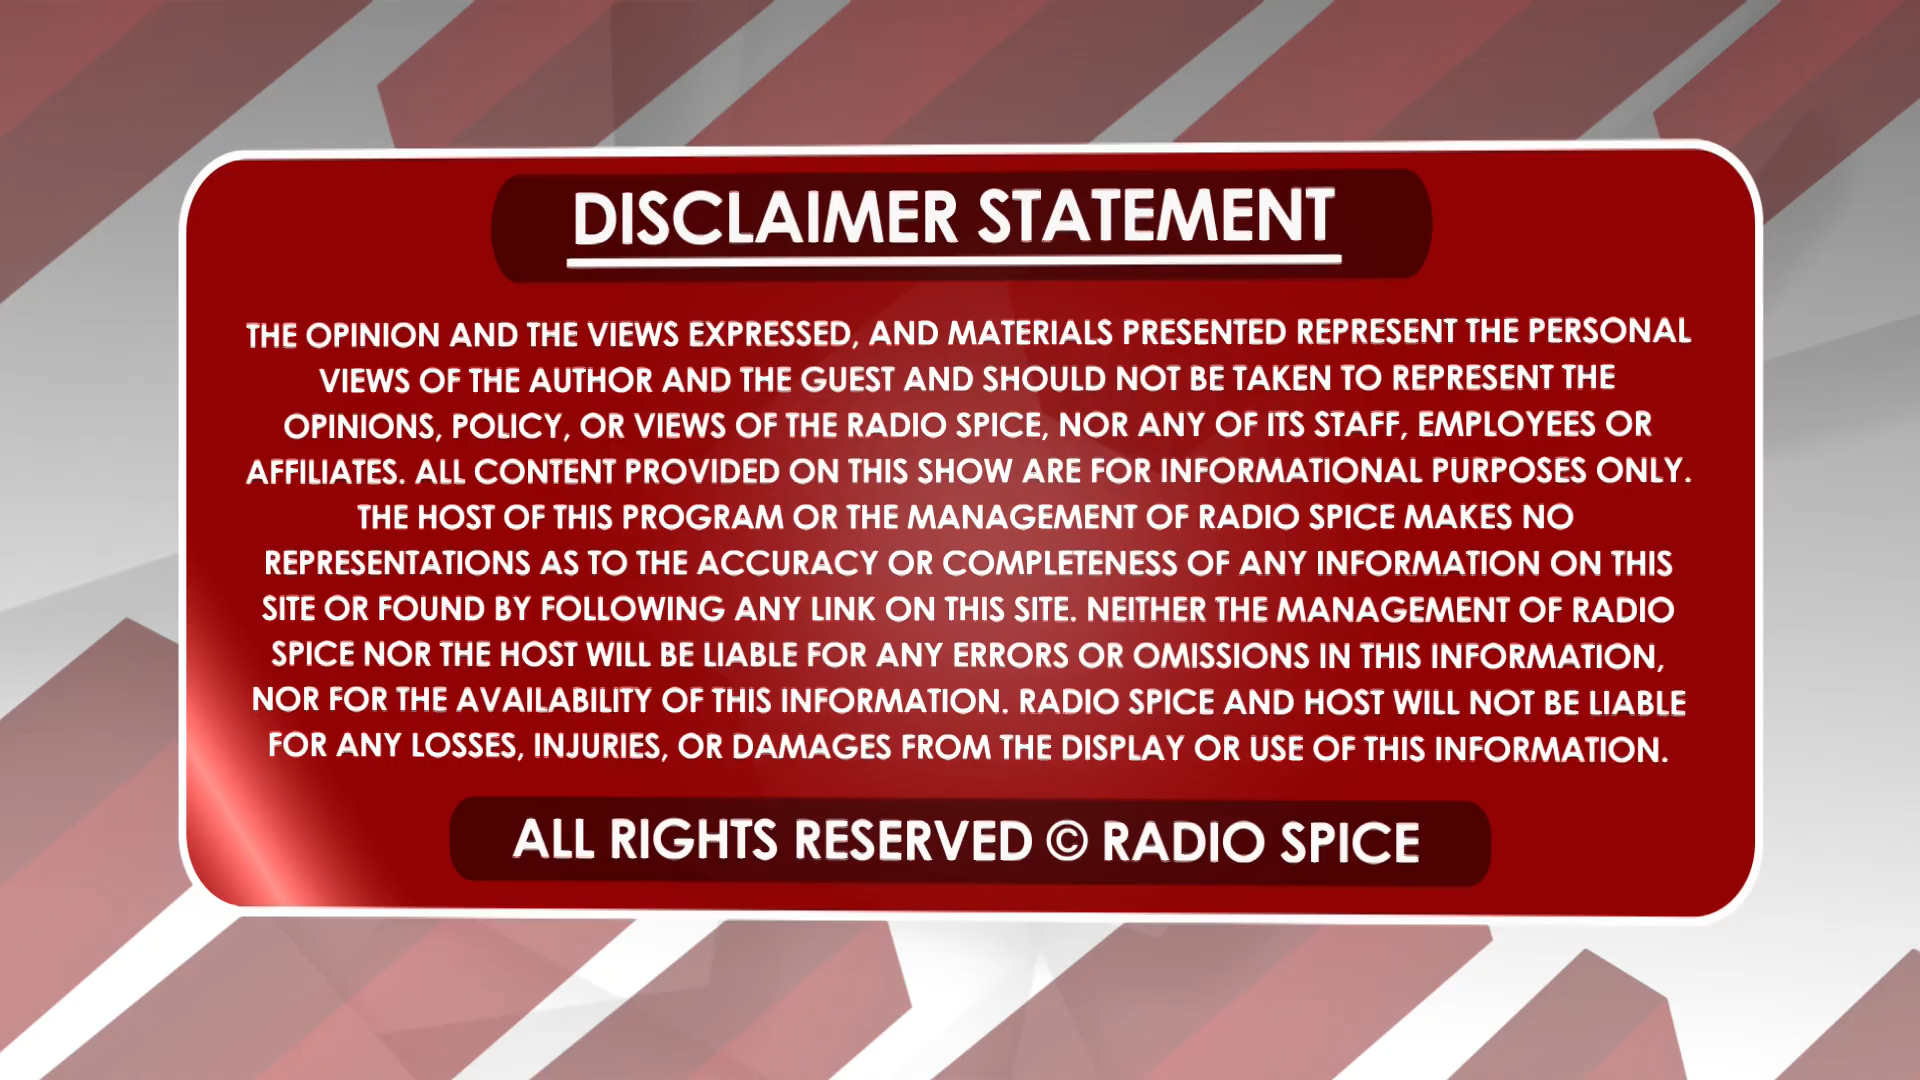 DISCLAIMER STATEMENT
THE OPINION AND THE VIEWS EXPRESSED, AND MATERIALS PRESENTED REPRESENT THE PERSONAL
VIEWS OF THE AUTHOR AND THE GUEST AND SHOULD NOT BE TAKEN TO REPRESENT THE
OPINIONS, POLICY, OR VIEWS OF THE RADIO SPICE, NOR ANY OF ITS STAFF, EMPLOYEES OR
AFFILIATES. ALL CONTENT PROVIDED ON THIS SHOW ARE FOR INFORMATIONAL PURPOSES ONLY.
THE HOST OF THIS PROGRAM OR THE MANAGEMENT OF RADIO SPICE MAKES NO
REPRESENTATIONS AS TO THE ACCURACY OR COMPLETENESS OF ANY INFORMATION ON THIS
SITE OR FOUND BY FOLLOWING ANY LINK ON THIS SITE. NEITHER THE MANAGEMENT OF RADIO
SPICE NOR THE HOST WILL BE LIABLE FOR ANY ERRORS OR OMISSIONS IN THIS INFORMATION,
NOR FOR THE AVAILABILITY OF THIS INFORMATION. RADIO SPICE AND HOST WILL NOT BE LIABLE
FOR ANY LOSSES, INJURIES, OR DAMAGES FROM THE DISPLAY OR USE OF THIS INFORMATION.
ALL RIGHTS RESERVED © RADIO SPICE